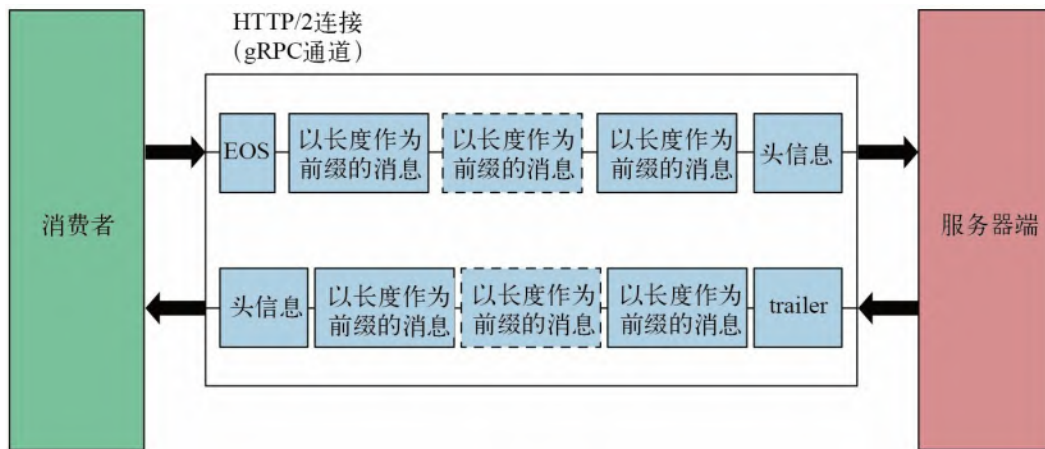 HTTP/2连接
（gRPC通道）
消费者
EOS
以长度作为
前缀的消息
以长度作为
前缀的消息
以长度作为
前缀的消息
头信息
头信息
以长度作为
前缀的消息
以长度作为
前缀的消息
以长度作为
前缀的消息
trailer
服务器端